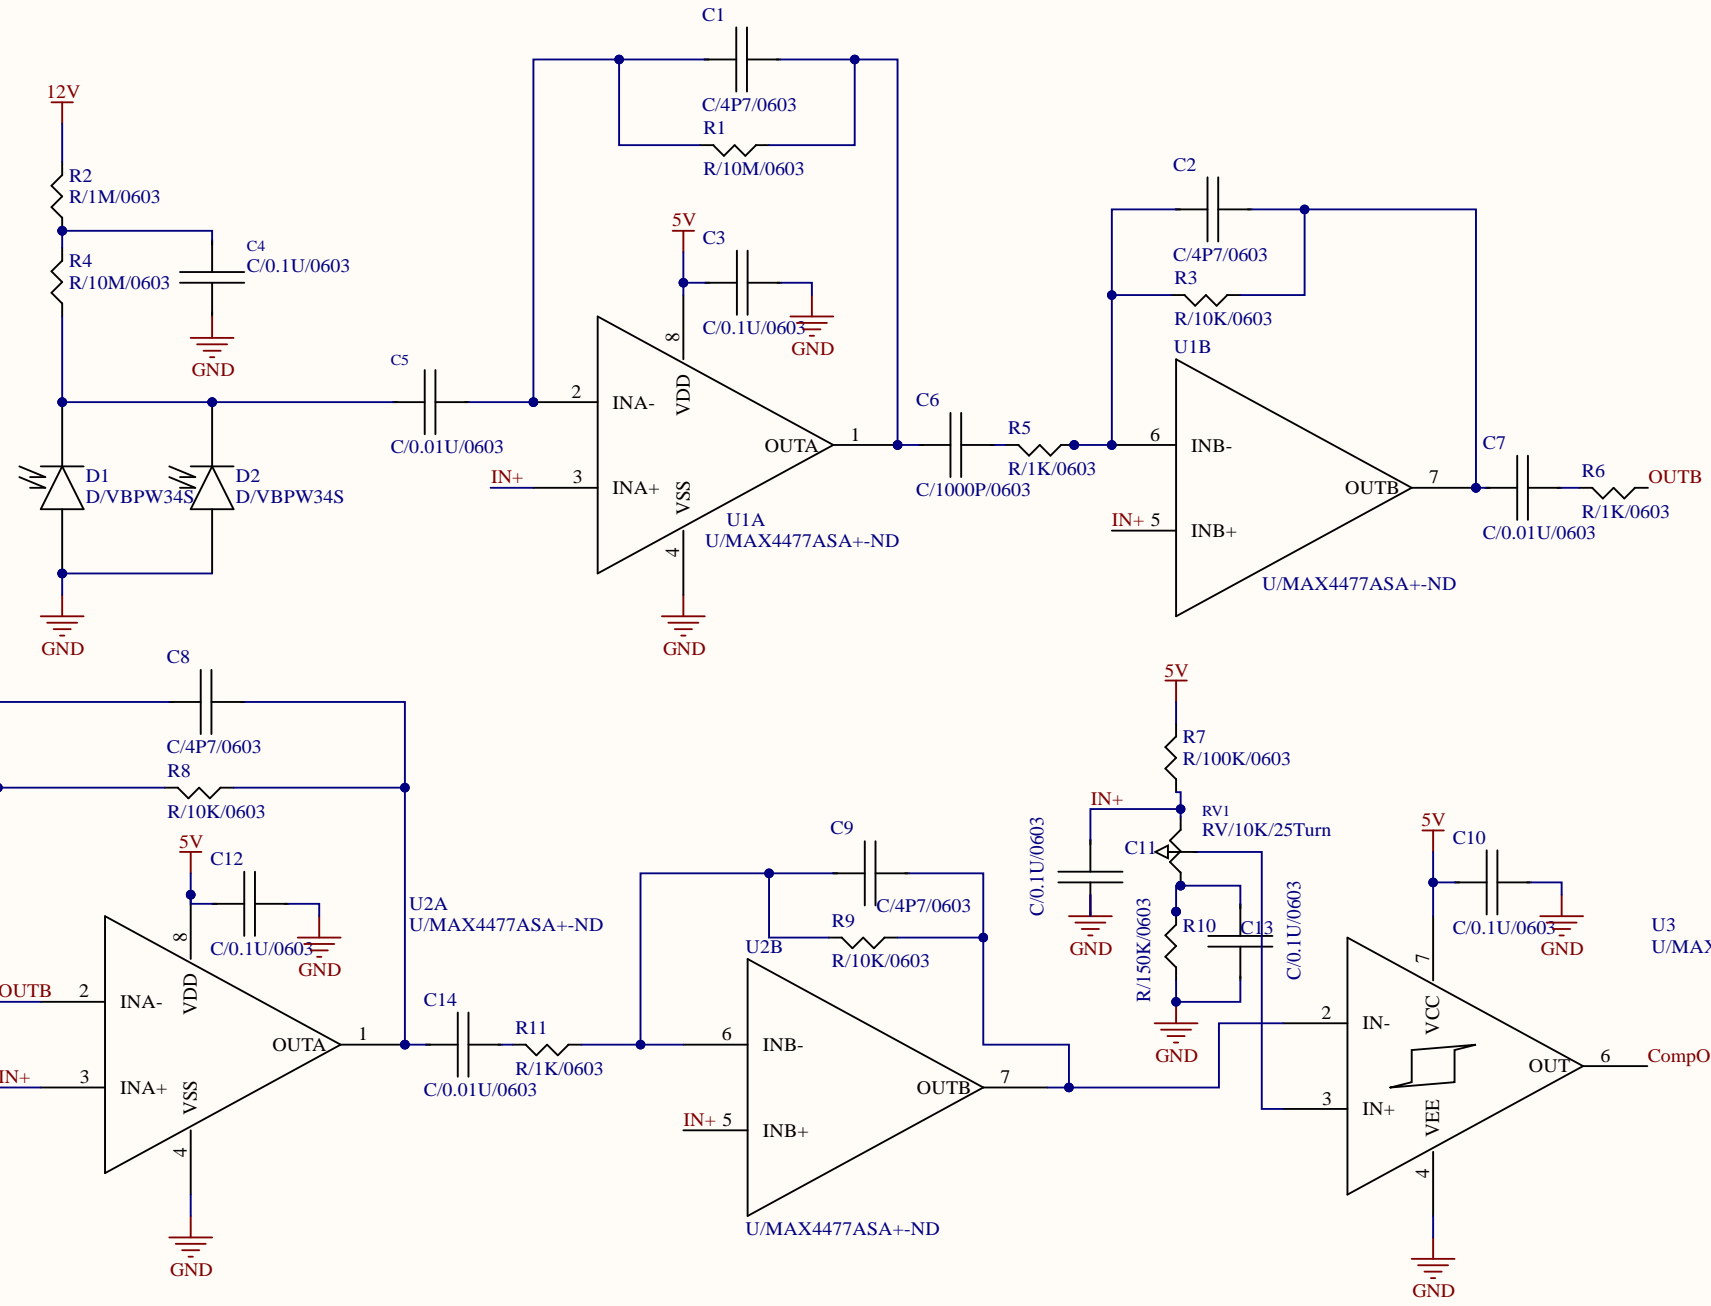 C1
C/4P7/0603
R1
R/10M/0603
12V
R2
R/1M/0603
R4
R/10M/0603
C4
C/0.1U/0603
GND
5V
C3
C/0.1U/0603
GND
C2
C/4P7/0603
R3
R/10K/0603
U1B
C5
C/0.01U/0603
2
INA-
8
VDD
OUTA
1
IN+
3
INA+
VSS
4
U1A
U/MAX4477ASA+-ND
GND
D1
D/VBPW34S
D2
D/VBPW34S
GND
C6
C/1000P/0603
R5
R/1K/0603
6
INB-
OUTB
7
IN+
5
INB+
U/MAX4477ASA+-ND
C7
C/0.01U/0603
R6
R/1K/0603
OUTB
C8
C/4P7/0603
R8
R/10K/0603
5V
C12
C/0.1U/0603
GND
U2A
U/MAX4477ASA+-ND
8
VDD
OUTB
2
INA-
OUTA
1
IN+
3
INA+
VSS
4
GND
C14
C/0.01U/0603
R11
R/1K/0603
C9
C/4P7/0603
R9
R/10K/0603
U2B
6
INB-
OUTB
7
IN+
5
INB+
U/MAX4477ASA+-ND
5V
R7
R/100K/0603
IN+
RV1
RV/10K/25Turn
C11
C/0.1U/0603
GND
R10
R/150K/0603
C13
C/0.1U/0603
GND
5V
C10
C/0.1U/0603
GND
U3
U/MAX
7
VCC
2
IN-
OUT
6
CompO
3
IN+
VEE
4
GND